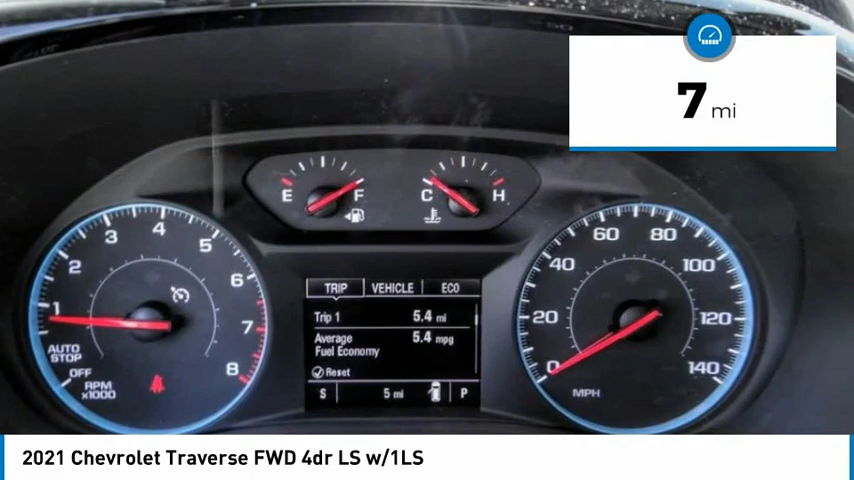 7 mi
E F C H
1 2 3 4 5 6 7 8
AUTO
STOP
OFF
RPM
x1000
TRIP VEHICLE ECO
Trip 1 5.4 mi
Average 5.4 mpg
Fuel Economy
Reset
S 5 mi P
0 20 40 60 80 100 120 140
MPH
2021 Chevrolet Traverse FWD 4dr LS w/1LS